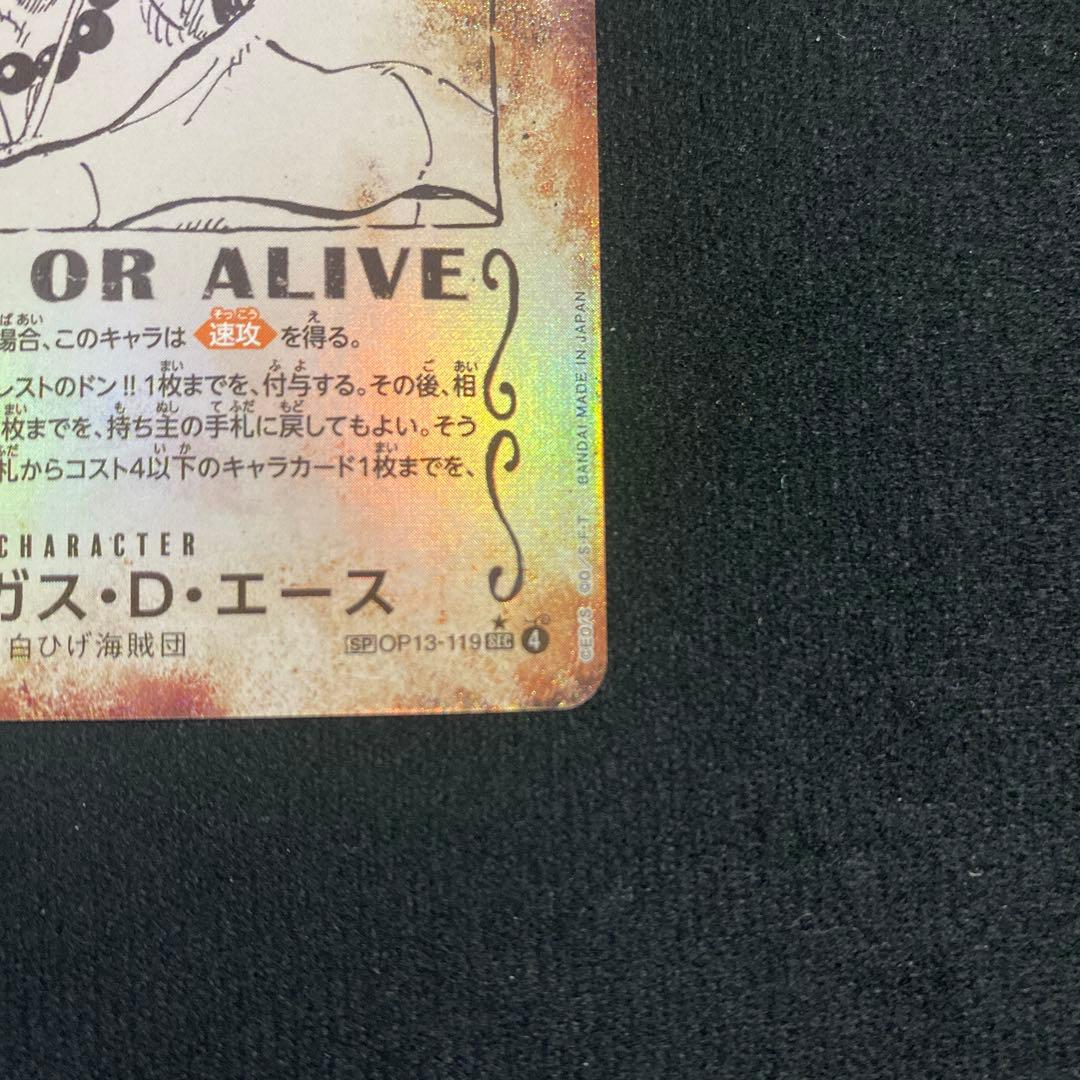 OR ALIVE
場合、このキャラは 速攻 を得る。
レストのドン!! 1枚までを、付与する。その後、相
枚までを、持ち主の手札に戻してもよい。そう
札からコスト4以下のキャラカード1枚までを、
CHARACTER
ガス・D・エース
白ひげ海賊団
SP OP13-119 SEC 4
©E.O/S ©O/S・F・T BANDAI MADE IN JAPAN